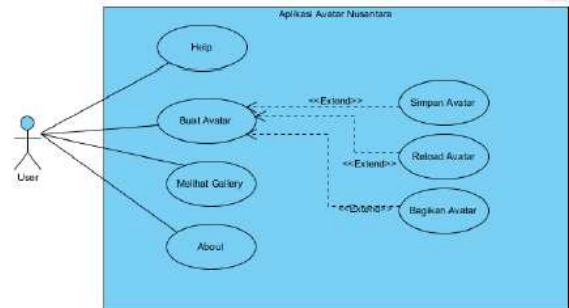 Aplikasi Avatar Nusantara
Help
<<Extend>>
Simpan Avatar
Buat Avatar
User
<<Extend>>
Reload Avatar
Melihat Gallery
<<Extend>>
Bagikan Avatar
About